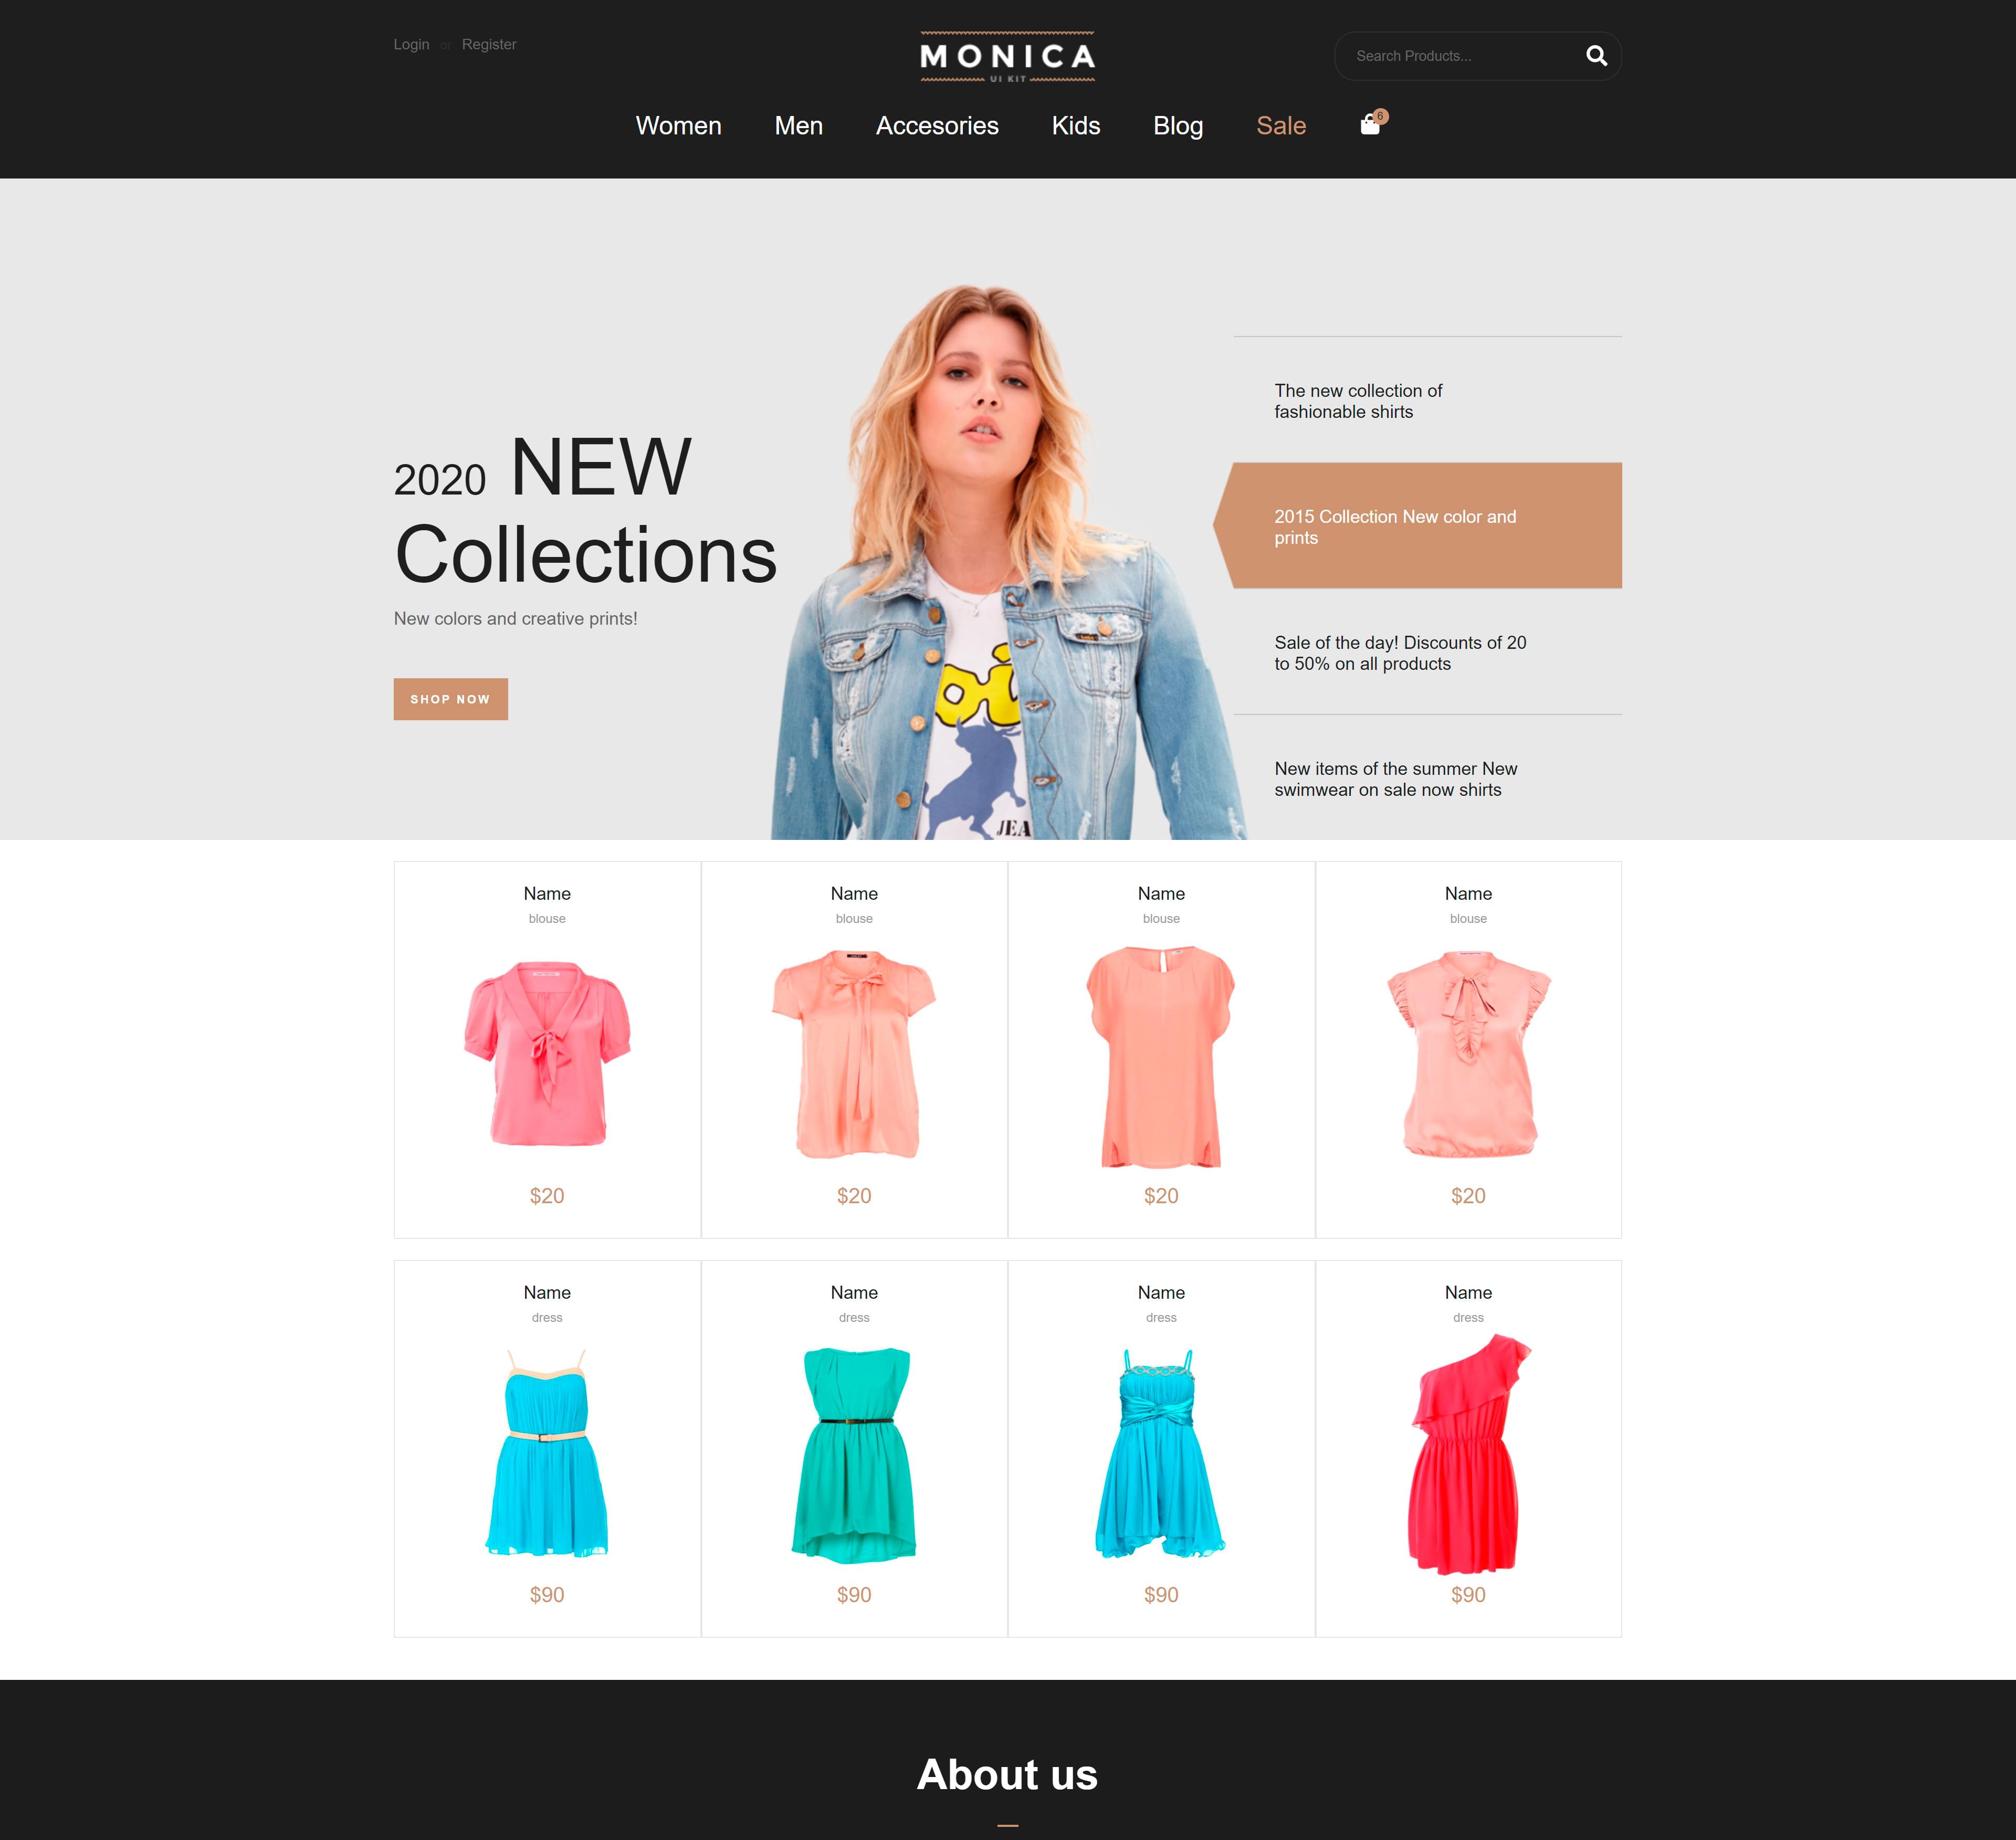 Login or Register
MONICA
UI KIT
Search Products...
Women Men Accesories Kids Blog Sale 6
2020 NEW
Collections
New colors and creative prints!
SHOP NOW
JEA
The new collection of
fashionable shirts
2015 Collection New color and
prints
Sale of the day! Discounts of 20
to 50% on all products
New items of the summer New
swimwear on sale now shirts
Name Name Name Name
blouse blouse blouse blouse
$20 $20 $20 $20
Name Name Name Name
dress dress dress dress
$90 $90 $90 $90
About us